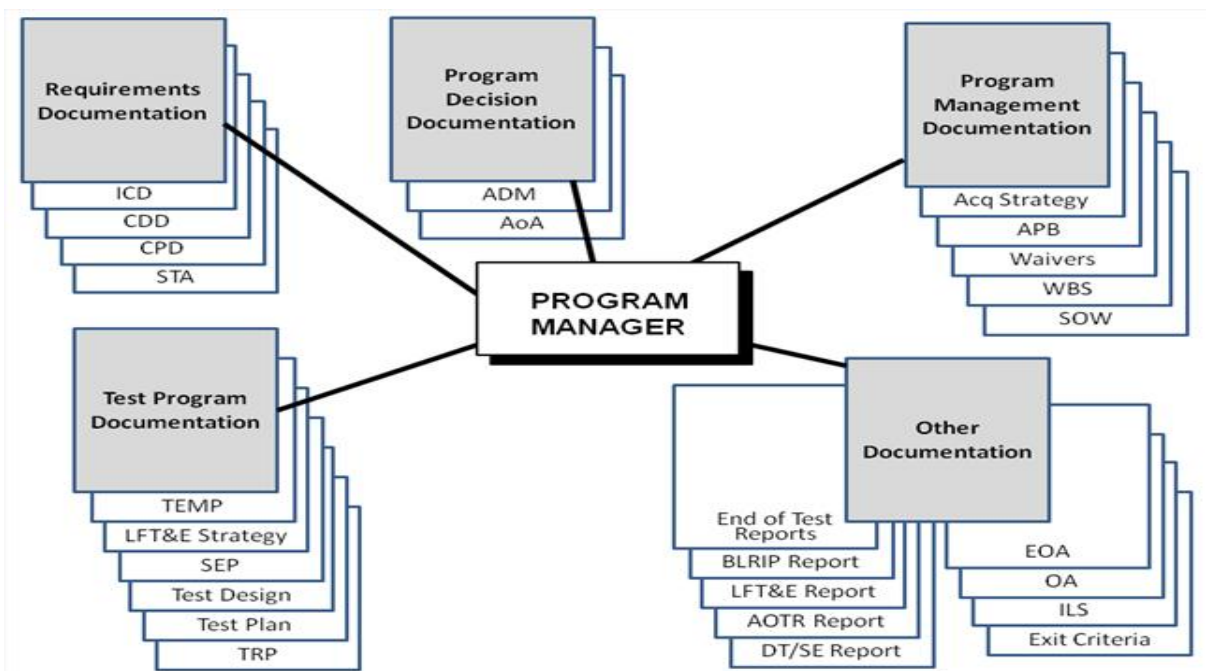 Requirements
Documentation
ICD
CDD
CPD
STA
Program
Decision
Documentation
ADM
AoA
Program
Management
Documentation
Acq Strategy
APB
Waivers
WBS
SOW
PROGRAM
MANAGER
Test Program
Documentation
TEMP
LFT&E Strategy
SEP
Test Design
Test Plan
TRP
Other
Documentation
End of Test
Reports
BLRIP Report
LFT&E Report
AOTR Report
DT/SE Report
EOA
OA
ILS
Exit Criteria